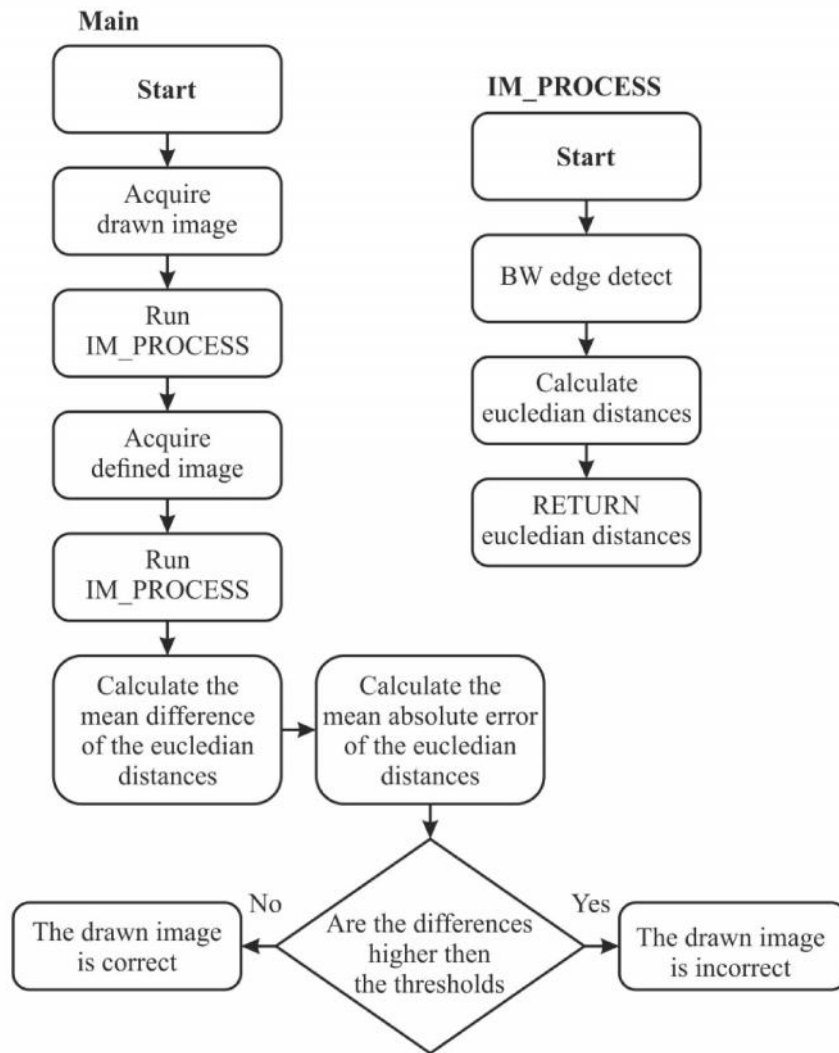 Main
Start
Acquire
drawn image
Run
IM_PROCESS
Acquire
defined image
Run
IM_PROCESS
Calculate the
mean difference
of the eucledian
distances
Calculate the
mean absolute error
of the eucledian
distances
Are the differences
higher then
the thresholds
No
The drawn image
is correct
Yes
The drawn image
is incorrect
IM_PROCESS
Start
BW edge detect
Calculate
eucledian distances
RETURN
eucledian distances